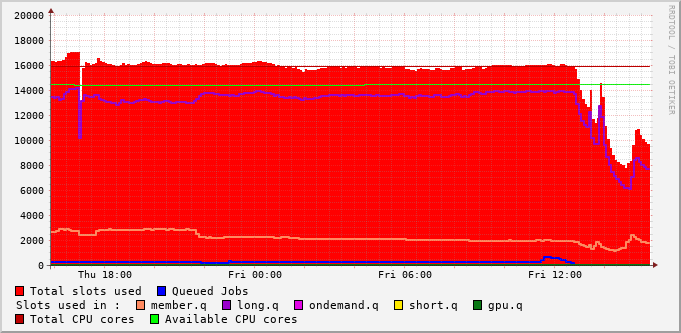 20000
18000
16000
14000
12000
10000
8000
6000
4000
2000
0
Thu 18:00 Fri 00:00 Fri 06:00 Fri 12:00
RRDTOOL / TOBI OETIKER
Total slots used Queued Jobs
Slots used in : member.q long.q ondemand.q short.q gpu.q
Total CPU cores Available CPU cores